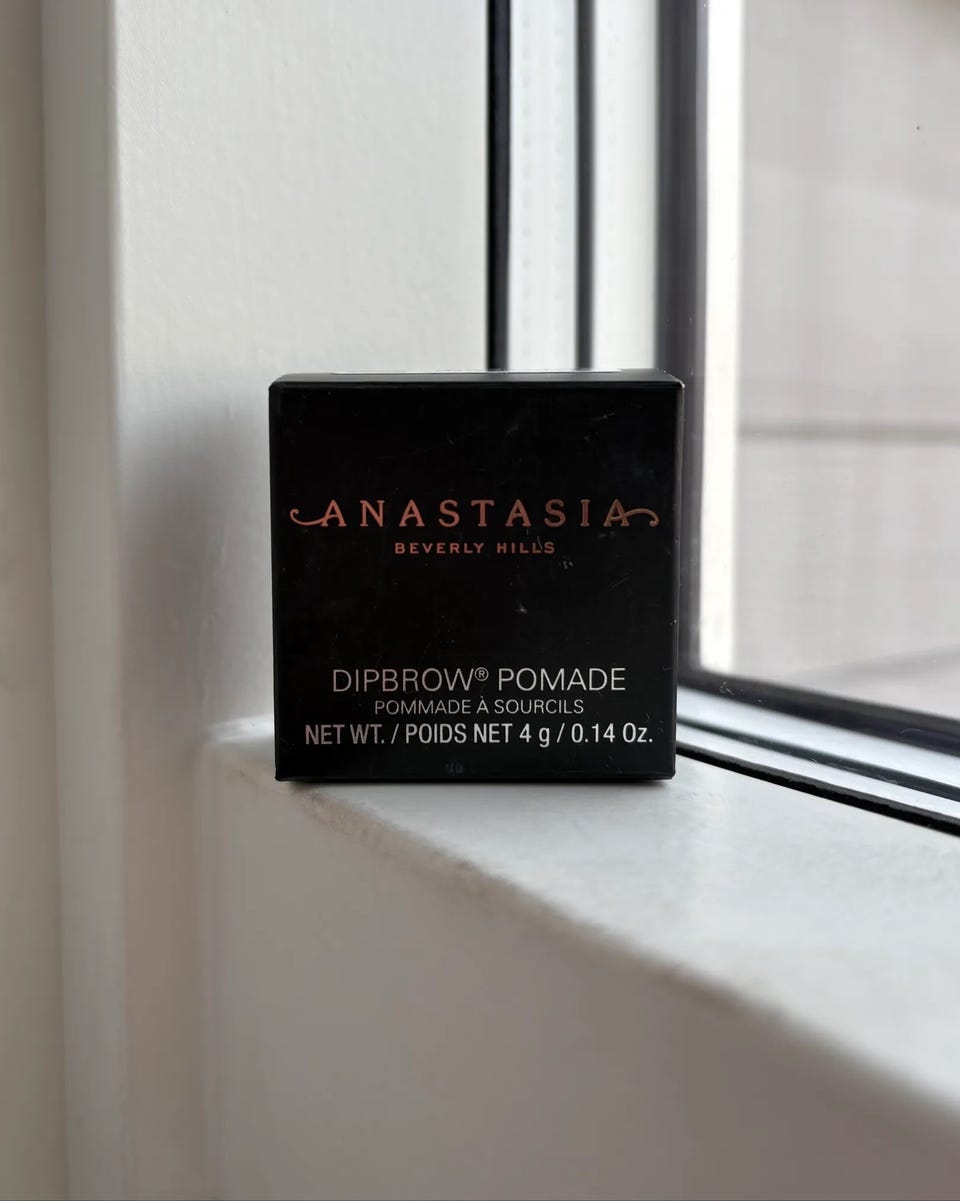 ANASTASIA
BEVERLY HILLS
DIPBROW® POMADE
POMMADE À SOURCILS
NET WT. / POIDS NET 4 g / 0.14 Oz.